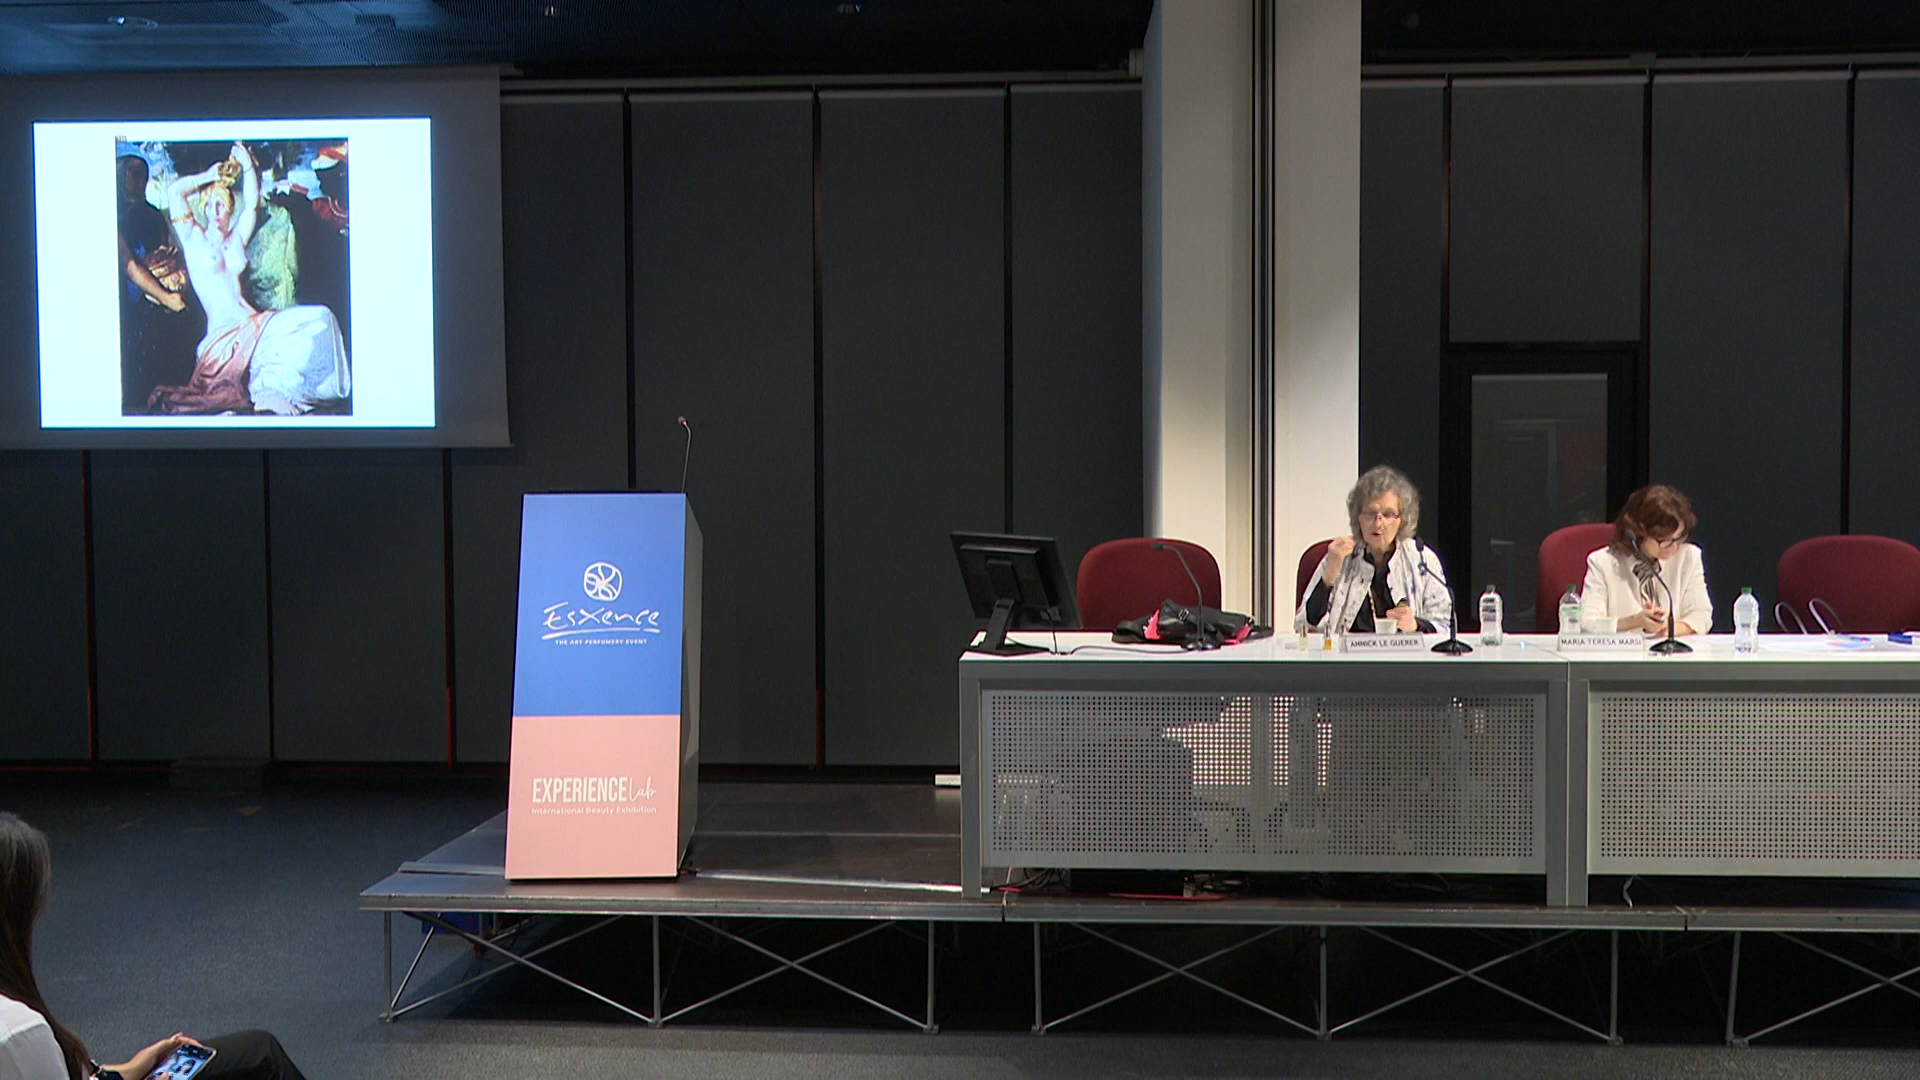 Esxence
THE ART PERFUMERY EVENT
EXPERIENCE lab
International Beauty Exhibition
ANNICK LE GUERER
MARIA TERESA MARSI